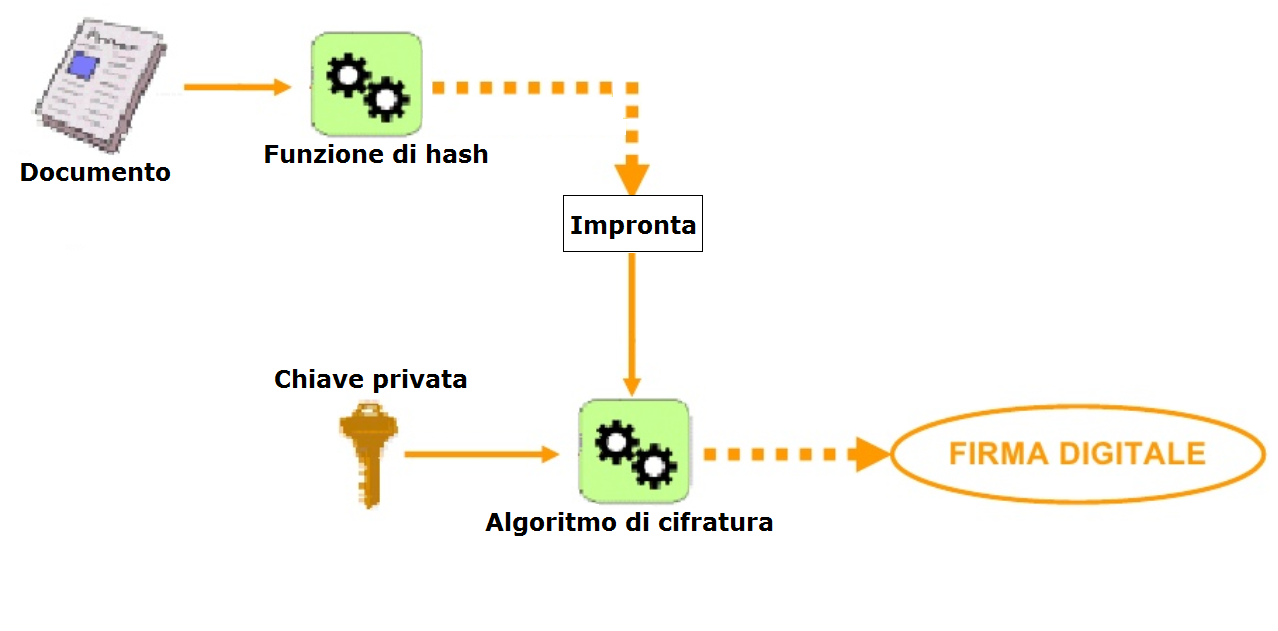 Documento
Funzione di hash
Impronta
Chiave privata
Algoritmo di cifratura
FIRMA DIGITALE